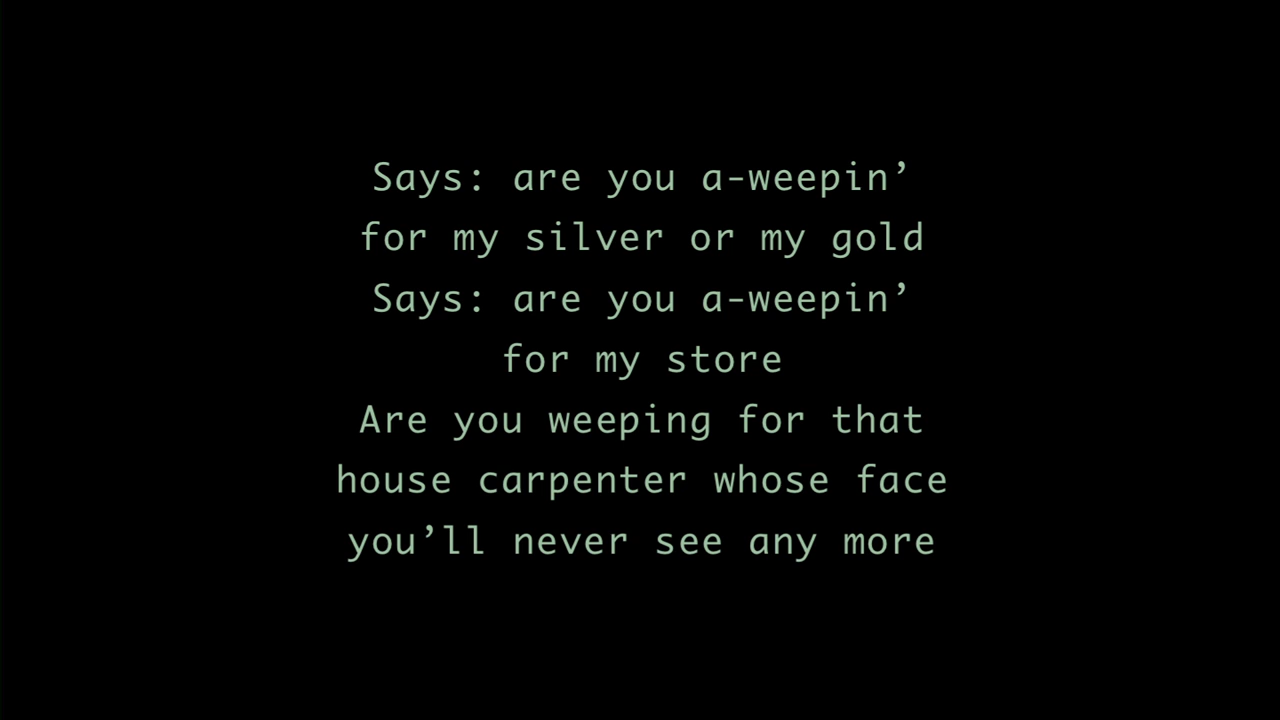 Says: are you a-weepin’
for my silver or my gold
Says: are you a-weepin’
for my store
Are you weeping for that
house carpenter whose face
you’ll never see any more